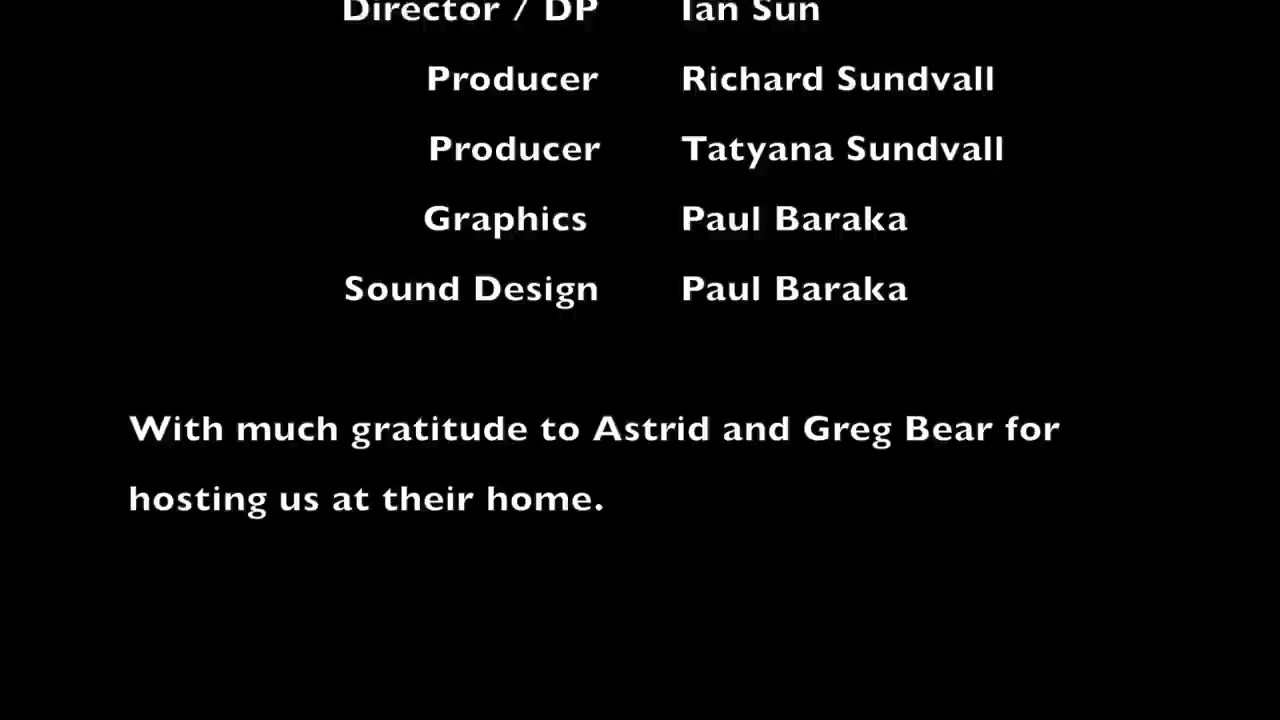 Director / DP Ian Sun
Producer Richard Sundvall
Producer Tatyana Sundvall
Graphics Paul Baraka
Sound Design Paul Baraka
With much gratitude to Astrid and Greg Bear for
hosting us at their home.